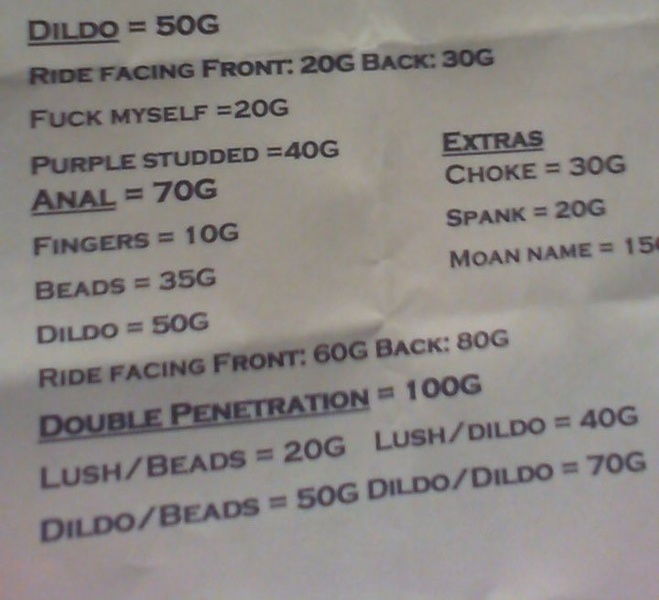 DILDO = 50G
RIDE FACING FRONT: 20G BACK: 30G
FUCK MYSELF =20G
PURPLE STUDDED =40G
ANAL = 70G
FINGERS = 10G
BEADS = 35G
DILDO = 50G
RIDE FACING FRONT: 60G BACK: 80G
DOUBLE PENETRATION = 100G
LUSH/BEADS = 20G LUSH/DILDO = 40G
DILDO/BEADS = 50G DILDO/DILDO = 70G
EXTRAS
CHOKE = 30G
SPANK = 20G
MOAN NAME = 15G